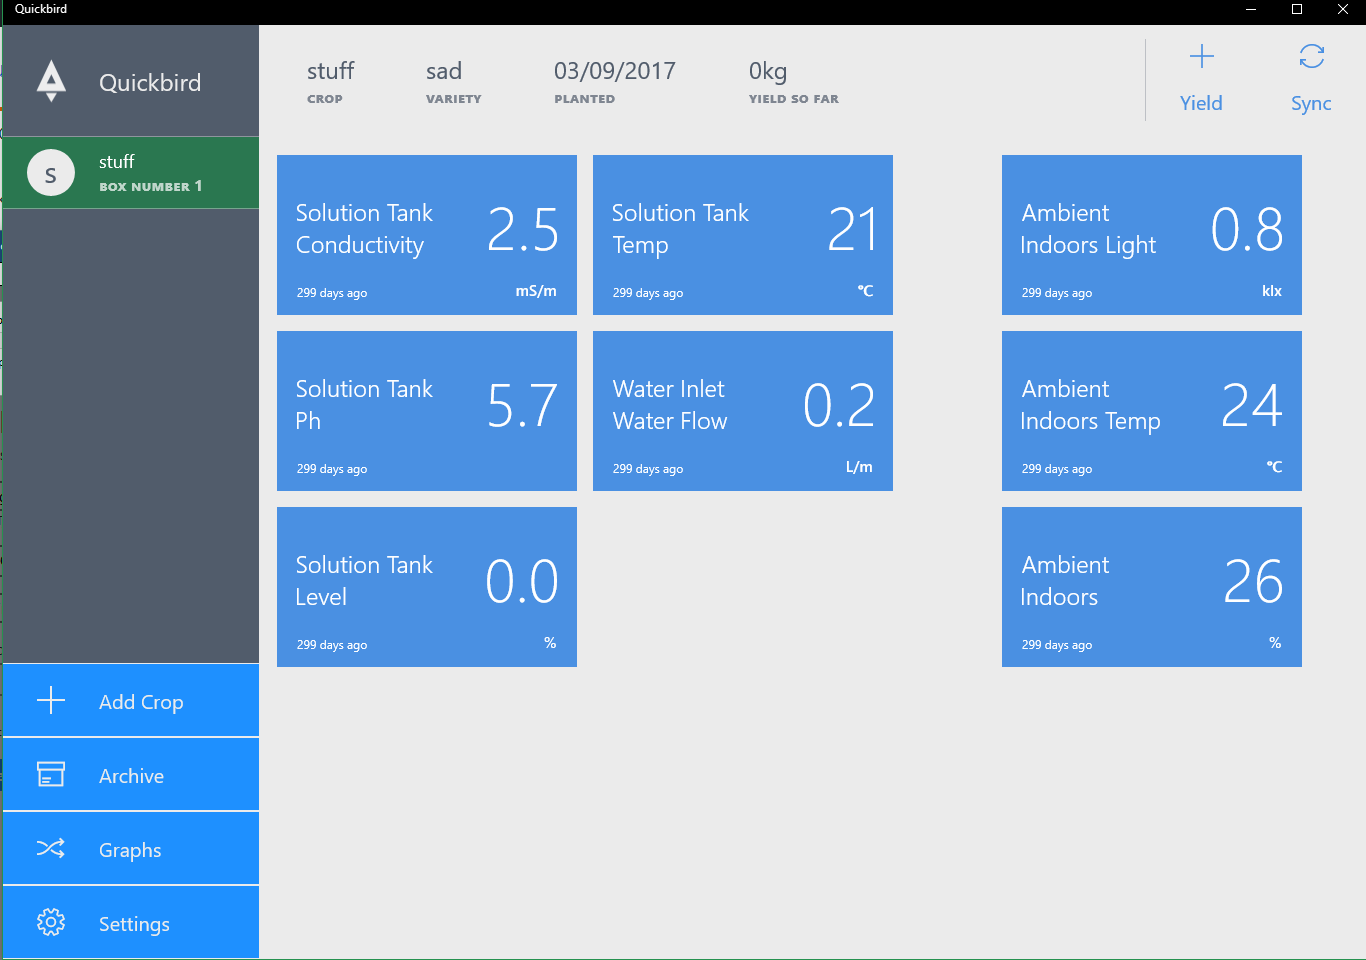 Quickbird
Quickbird
stuff
BOX NUMBER 1
S
Add Crop
Archive
Graphs
Settings
stuff
CROP
sad
VARIETY
03/09/2017
PLANTED
0kg
YIELD SO FAR
Yield
Sync
Solution Tank
Conductivity
2.5
299 days ago
mS/m
Solution Tank
Temp
21
299 days ago
°C
Ambient
Indoors Light
0.8
299 days ago
klx
Solution Tank
Ph
5.7
299 days ago
Water Inlet
Water Flow
0.2
299 days ago
L/m
Ambient
Indoors Temp
24
299 days ago
°C
Solution Tank
Level
0.0
299 days ago
%
Ambient
Indoors
26
299 days ago
%